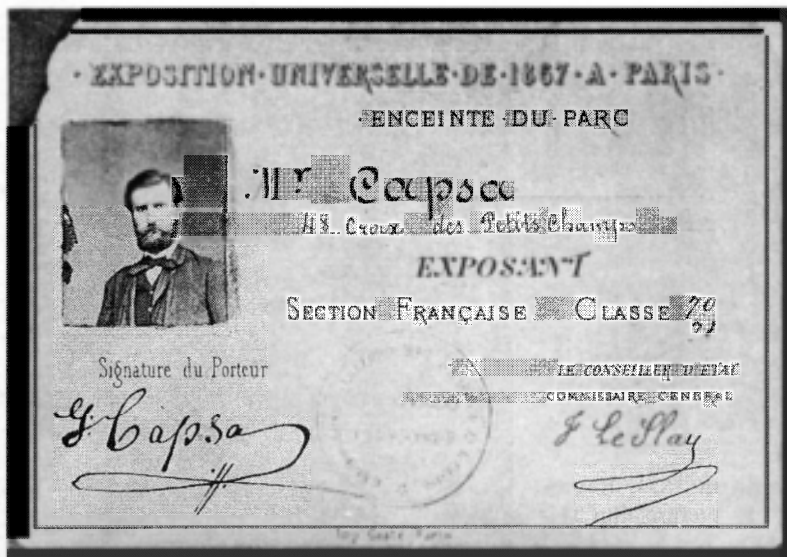 · EXPOSITION · UNIVERSELLE · DE · 1867 · A · PARIS ·
· ENCEINTE · DU · PARC
Mr Capsa
48. Croix des Petits Champs
EXPOSANT
SECTION FRANÇAISE CLASSE 70
91
Signature du Porteur
LE CONSEILLER D'ETAT
COMMISSAIRE GENERAL
G Capsa
F Le Play